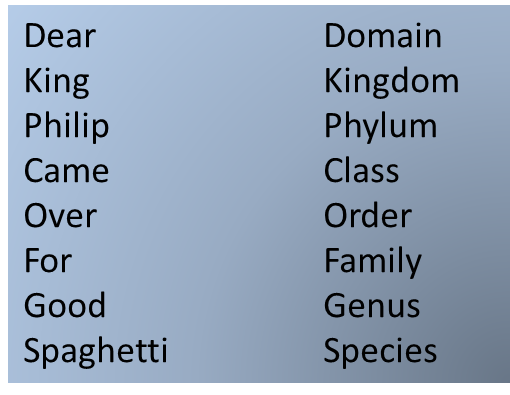 Dear Domain
King Kingdom
Philip Phylum
Came Class
Over Order
For Family
Good Genus
Spaghetti Species